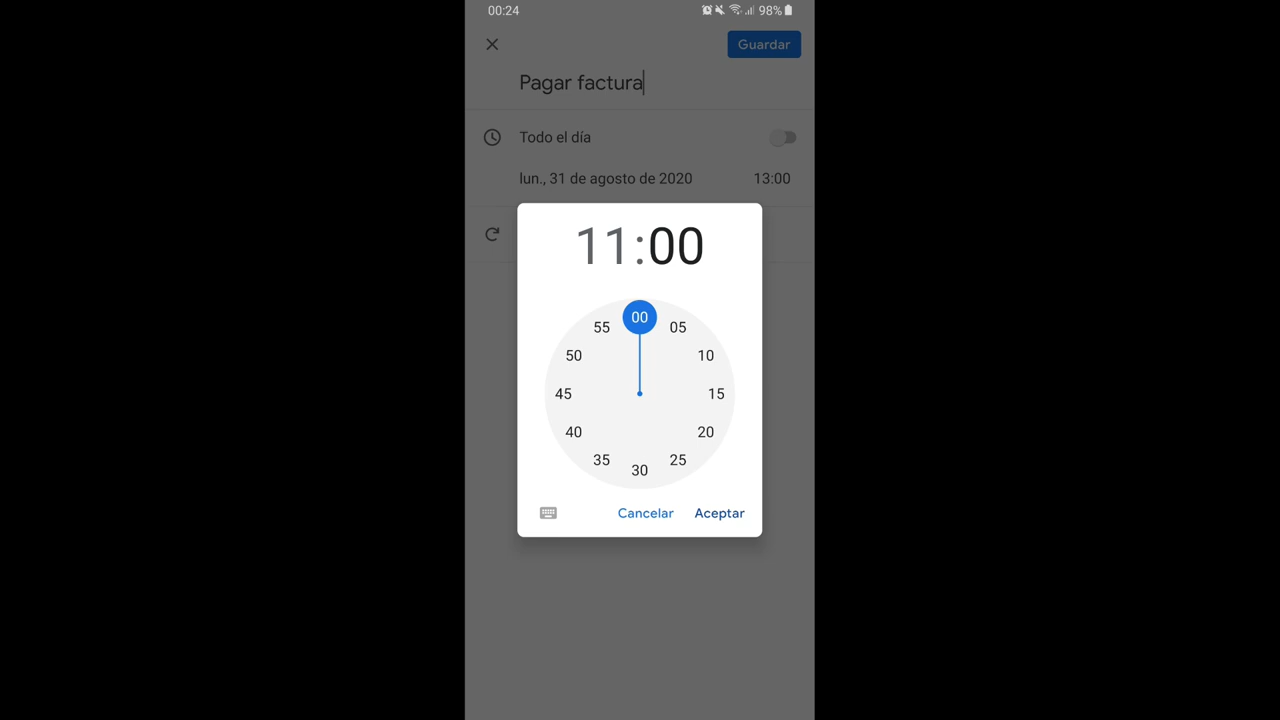 00:24 98%
Guardar
Pagar factura
Todo el día
lun., 31 de agosto de 2020 13:00
11:00
00
55 05
50 10
45 15
40 20
35 25
30
Cancelar Aceptar